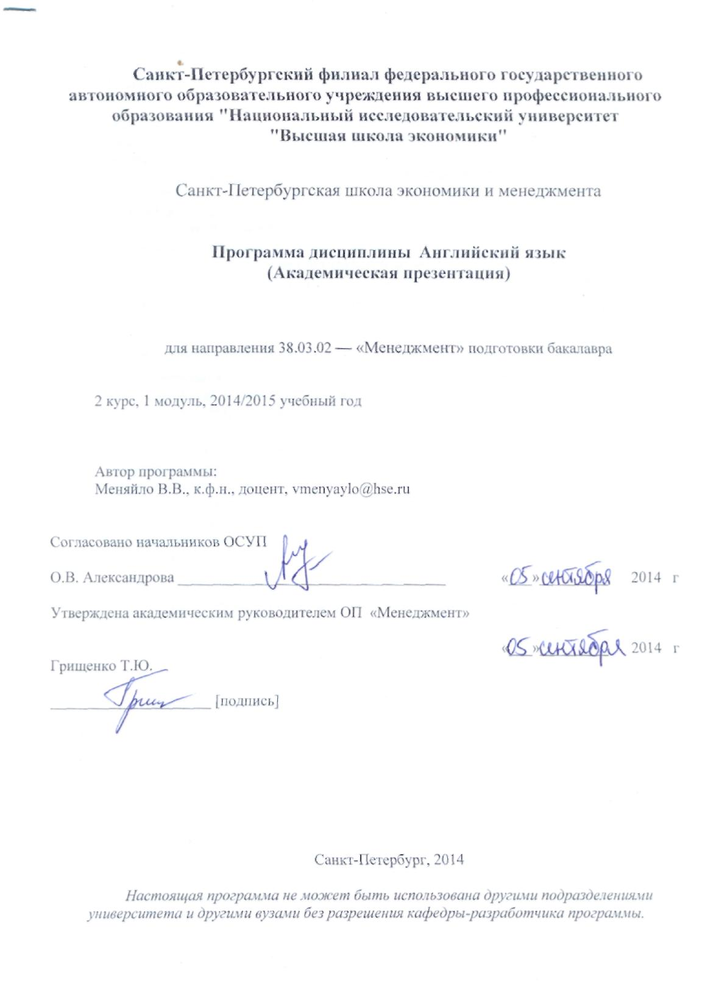 Санкт-Петербургский филиал федерального государственного
автономного образовательного учреждения высшего профессионального
образования "Национальный исследовательский университет
"Высшая школа экономики"
Санкт-Петербургская школа экономики и менеджмента
Программа дисциплины Английский язык
(Академическая презентация)
для направления 38.03.02 — «Менеджмент» подготовки бакалавра
2 курс, 1 модуль, 2014/2015 учебный год
Автор программы:
Меняйло В.В., к.ф.н., доцент, vmenyaylo@hse.ru
Согласовано начальников ОСУП
О.В. Александрова ___ «05» сентября 2014 г
Утверждена академическим руководителем ОП «Менеджмент»
«05» сентября 2014 г
Грищенко Т.Ю.
___ [подпись]
Санкт-Петербург, 2014
Настоящая программа не может быть использована другими подразделениями
университета и другими вузами без разрешения кафедры-разработчика программы.